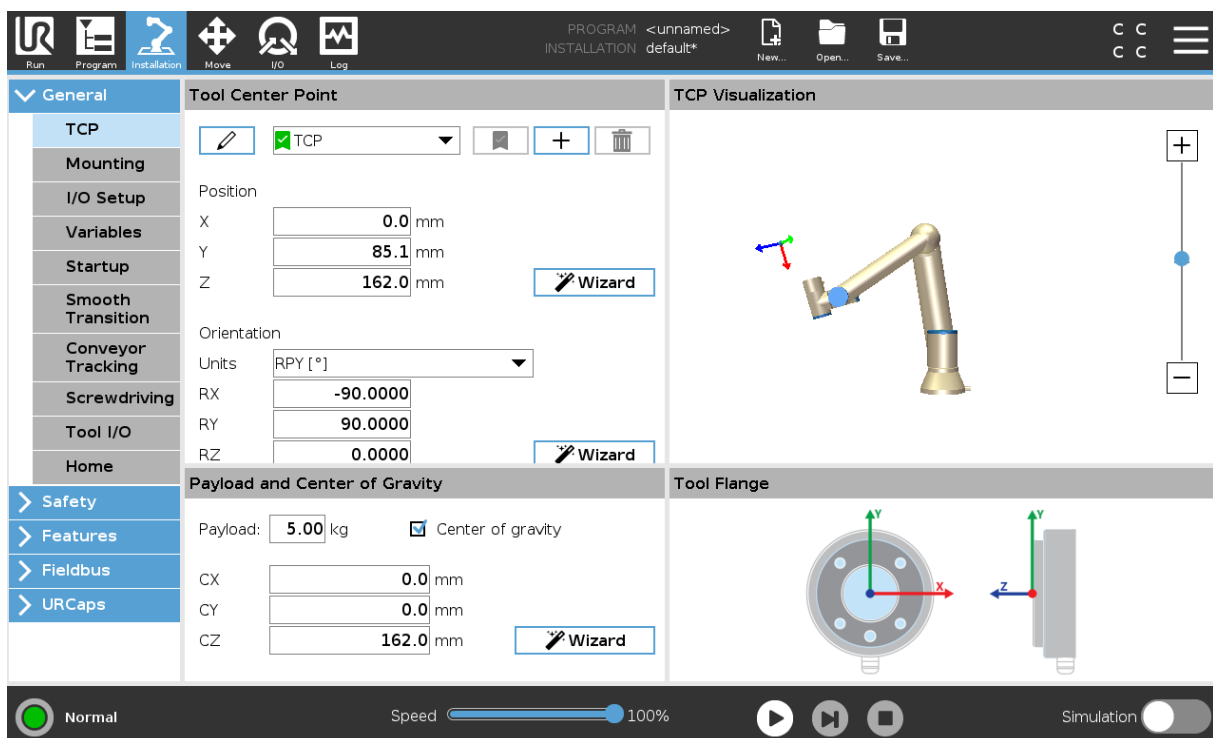 PROGRAM <unnamed>
INSTALLATION default*
UR
Run
Program
Installation
Move
I/O
Log
New...
Open...
Save...
C C
C C
General
TCP
Mounting
I/O Setup
Variables
Startup
Smooth
Transition
Conveyor
Tracking
Screwdriving
Tool I/O
Home
Safety
Features
Fieldbus
URCaps
Tool Center Point
TCP
Position
X 0.0 mm
Y 85.1 mm
Z 162.0 mm Wizard
Orientation
Units RPY [°]
RX -90.0000
RY 90.0000
RZ 0.0000 Wizard
Payload and Center of Gravity
Payload: 5.00 kg Center of gravity
CX 0.0 mm
CY 0.0 mm
CZ 162.0 mm Wizard
TCP Visualization
Tool Flange
Y
X
Y
Z
Normal
Speed 100%
Simulation